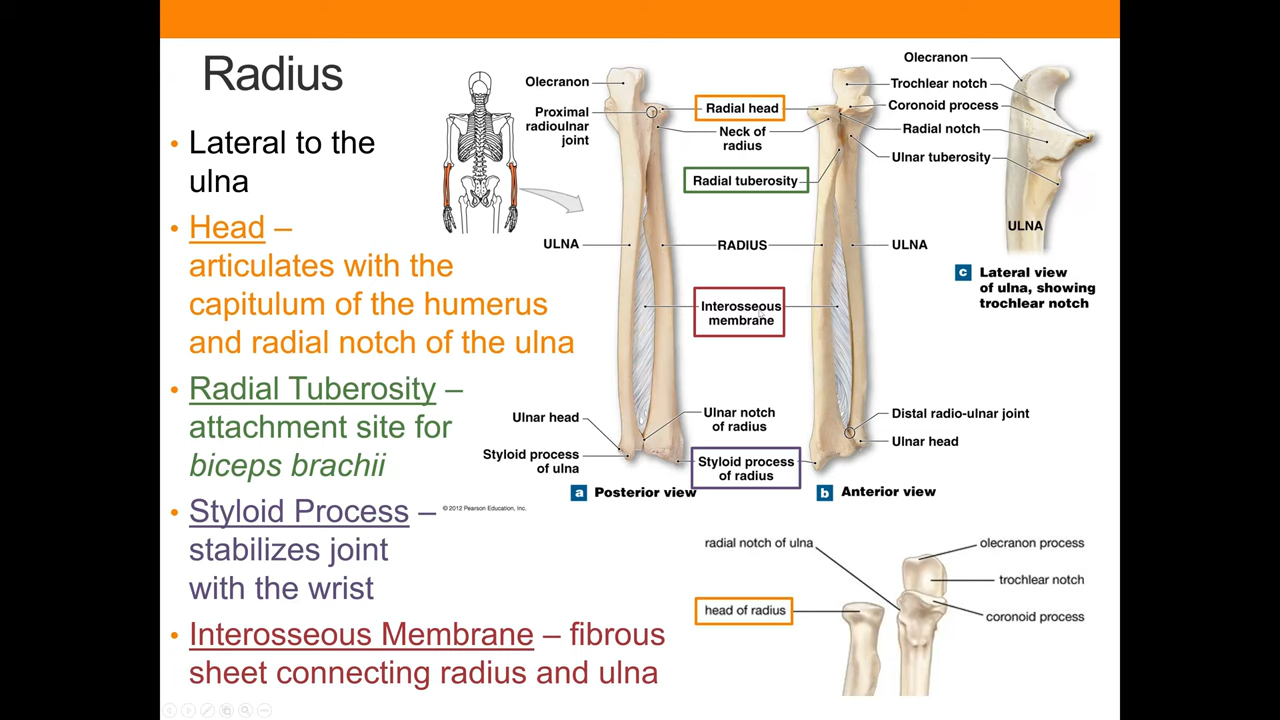 Radius
• Lateral to the
ulna
• Head –
articulates with the
capitulum of the humerus
and radial notch of the ulna
• Radial Tuberosity –
attachment site for
biceps brachii
• Styloid Process –
stabilizes joint
with the wrist
• Interosseous Membrane – fibrous
sheet connecting radius and ulna
Olecranon
Proximal
radioulnar
joint
Radial head
Neck of
radius
Radial tuberosity
ULNA
RADIUS
ULNA
Interosseous
membrane
Ulnar head
Styloid process
of ulna
Ulnar notch
of radius
Styloid process
of radius
Distal radio-ulnar joint
Ulnar head
a Posterior view
b Anterior view
© 2012 Pearson Education, Inc.
Olecranon
Trochlear notch
Coronoid process
Radial notch
Ulnar tuberosity
ULNA
c Lateral view
of ulna, showing
trochlear notch
radial notch of ulna
head of radius
olecranon process
trochlear notch
coronoid process